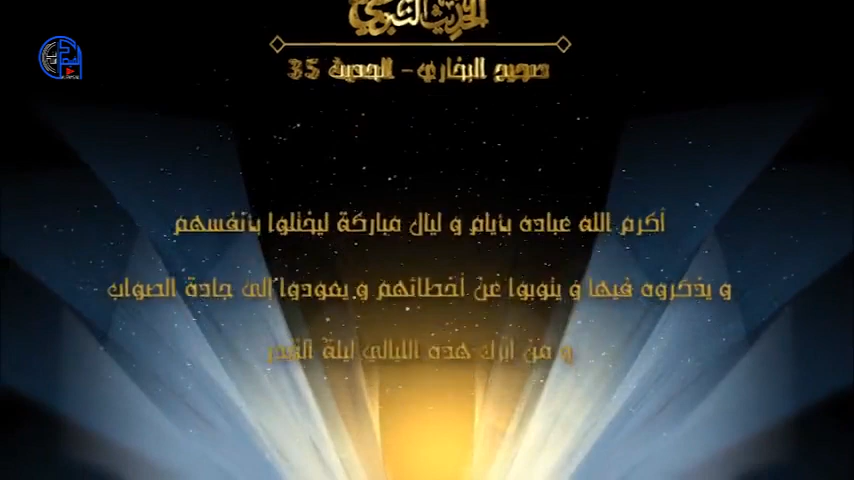 الحديث النبوي
صحيح البخاري - الحديث 35
أكرم الله عباده بأيام و ليال مباركة ليختلوا بأنفسهم
و يذكروه فيها و يتوبوا عن أخطائهم و يعودوا إلى جادة الصواب
و من أبرك هذه الليالي ليلة القدر